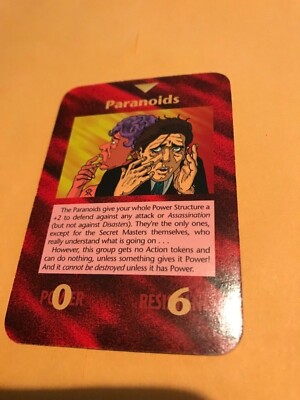 Paranoids
The Paranoids give your whole Power Structure a
+2 to defend against any attack or Assassination
(but not against Disasters). They're the only ones,
except for the Secret Masters themselves, who
really understand what is going on . . .
However, this group gets no Action tokens and
can do nothing, unless something gives it Power!
And it cannot be destroyed unless it has Power.
0 6